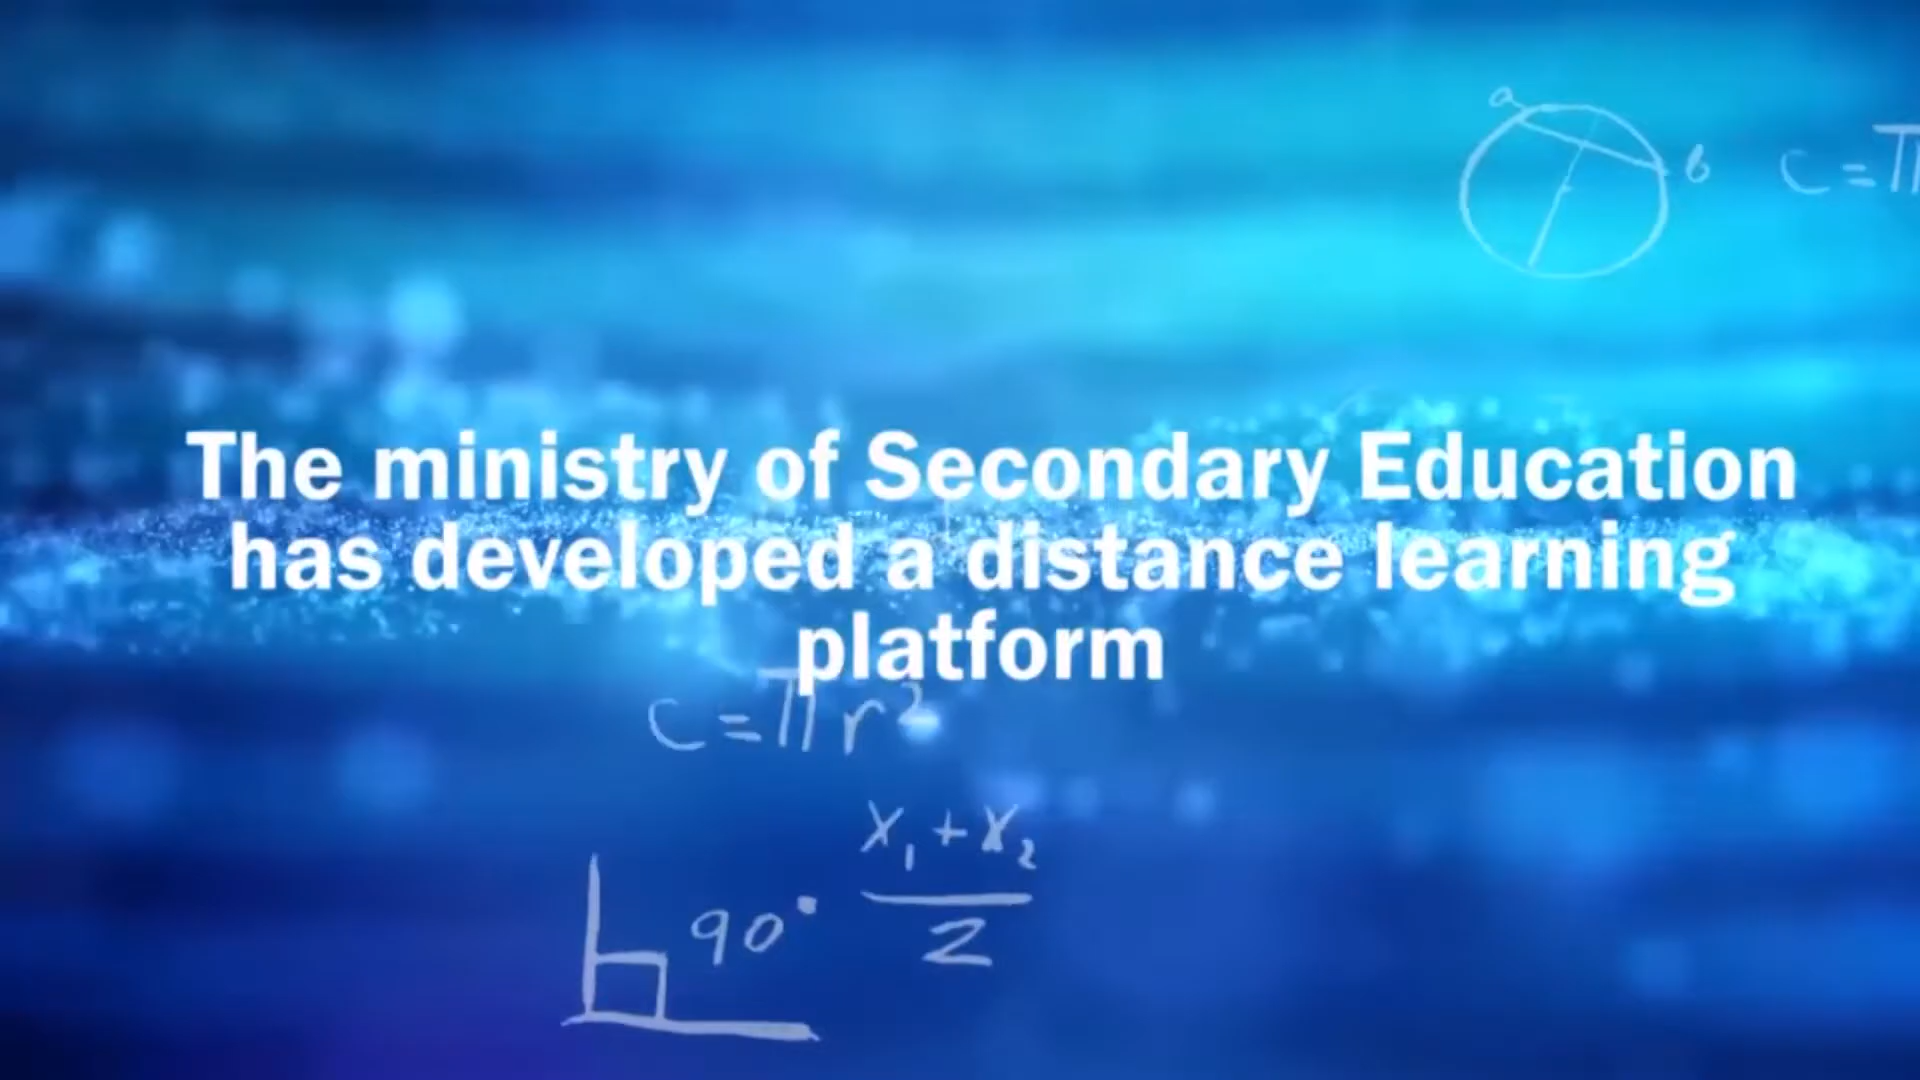 a
b c=π
The ministry of Secondary Education
has developed a distance learning
platform
c=πr²
x₁+x₂
90° 2